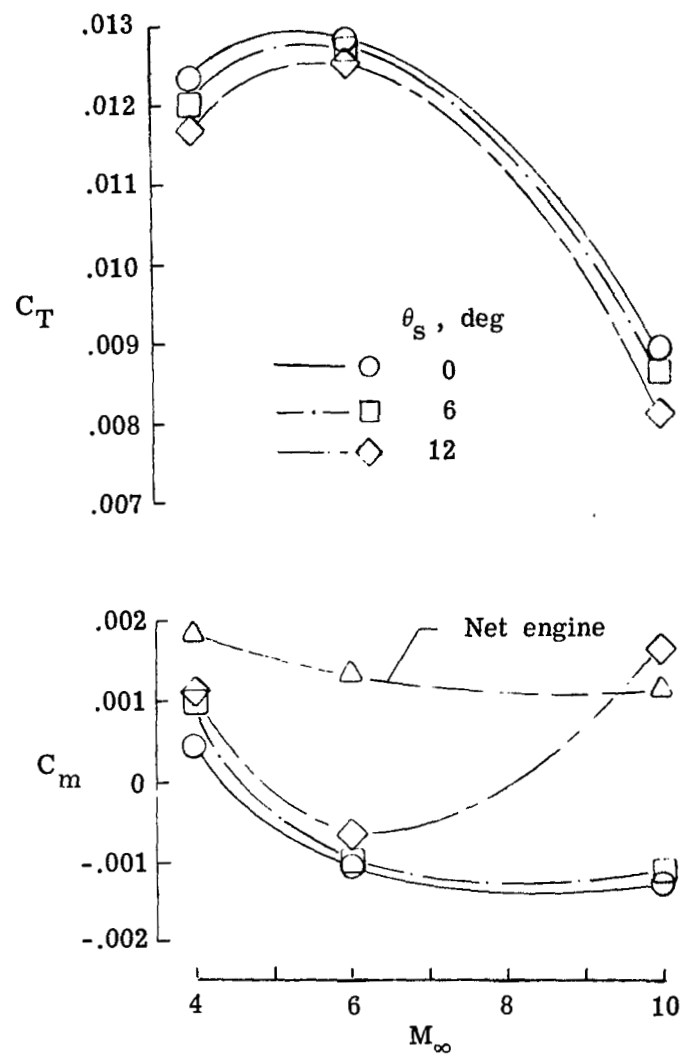 .013
.012
.011
.010
C_T
θ_s , deg
.009
0
.008
6
12
.007
.002
Net engine
.001
C_m
0
-.001
-.002
4 6 8 10
M_∞